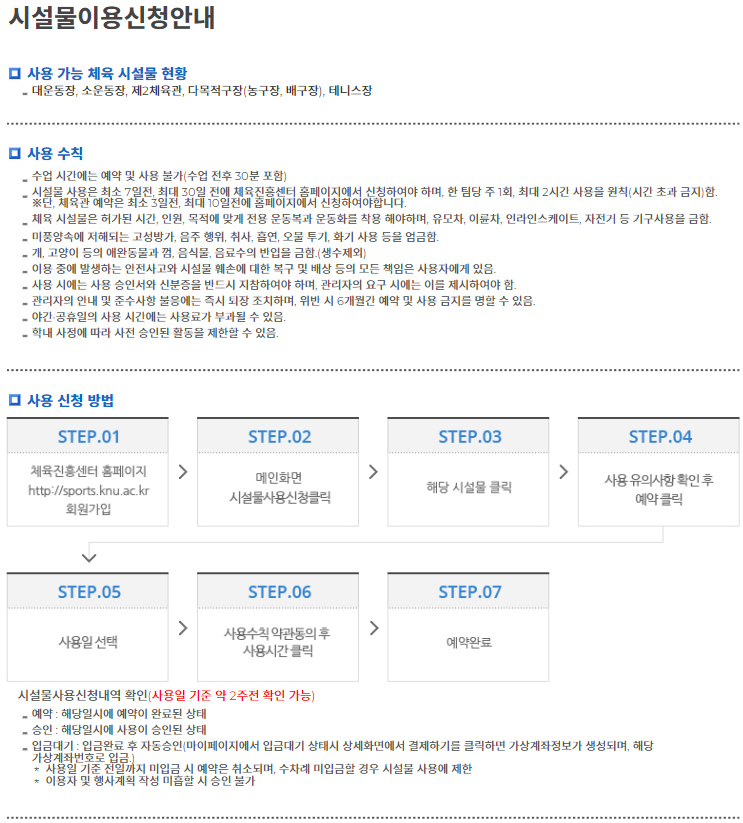 시설물이용신청안내
사용 가능 체육 시설물 현황
대운동장, 소운동장, 제2체육관, 다목적구장(농구장, 배구장), 테니스장
사용 수칙
수업 시간에는 예약 및 사용 불가(수업 전후 30분 포함)
시설물 사용은 최소 7일전, 최대 30일 전에 체육진흥센터 홈페이지에서 신청하여야 하며, 한 팀당 주 1회, 최대 2시간 사용을 원칙(시간 초과 금지)함.
※단, 체육관 예약은 최소 3일전, 최대 10일전에 홈페이지에서 신청하여야합니다.
체육 시설물은 허가된 시간, 인원, 목적에 맞게 전용 운동복과 운동화를 착용 해야하며, 유모차, 이륜차, 인라인스케이트, 자전거 등 기구사용을 금함.
미풍양속에 저해되는 고성방가, 음주 행위, 취사, 흡연, 오물 투기, 화기 사용 등을 엄금함.
개, 고양이 등의 애완동물과 껌, 음식물, 음료수의 반입을 금함.(생수제외)
이용 중에 발생하는 안전사고와 시설물 훼손에 대한 복구 및 배상 등의 모든 책임은 사용자에게 있음.
사용 시에는 사용 승인서와 신분증을 반드시 지참하여야 하며, 관리자의 요구 시에는 이를 제시하여야 함.
관리자의 안내 및 준수사항 불응에는 즉시 퇴장 조치하며, 위반 시 6개월간 예약 및 사용 금지를 명할 수 있음.
야간·공휴일의 사용 시간에는 사용료가 부과될 수 있음.
학내 사정에 따라 사전 승인된 활동을 제한할 수 있음.
사용 신청 방법
STEP.01
체육진흥센터 홈페이지
http://sports.knu.ac.kr
회원가입
STEP.02
메인화면
시설물사용신청클릭
STEP.03
해당 시설물 클릭
STEP.04
사용 유의사항 확인 후
예약 클릭
STEP.05
사용일 선택
STEP.06
사용수칙 약관동의 후
사용시간 클릭
STEP.07
예약완료
시설물사용신청내역 확인(사용일 기준 약 2주전 확인 가능)
예약 : 해당일시에 예약이 완료된 상태
승인 : 해당일시에 사용이 승인된 상태
입금대기 : 입금완료 후 자동승인(마이페이지에서 입금대기 상태시 상세화면에서 결제하기를 클릭하면 가상계좌정보가 생성되며, 해당
가상계좌번호로 입금.)
* 사용일 기준 전일까지 미입금 시 예약은 취소되며, 수차례 미입금할 경우 시설물 사용에 제한
* 이용자 및 행사계획 작성 미흡할 시 승인 불가